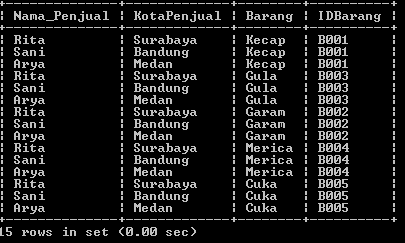 | Nama_Penjual | KotaPenjual | Barang | IDBarang |
| Rita | Surabaya | Kecap | B001 |
| Sani | Bandung | Kecap | B001 |
| Arya | Medan | Kecap | B001 |
| Rita | Surabaya | Gula | B003 |
| Sani | Bandung | Gula | B003 |
| Arya | Medan | Gula | B003 |
| Rita | Surabaya | Garam | B002 |
| Sani | Bandung | Garam | B002 |
| Arya | Medan | Garam | B002 |
| Rita | Surabaya | Merica | B004 |
| Sani | Bandung | Merica | B004 |
| Arya | Medan | Merica | B004 |
| Rita | Surabaya | Cuka | B005 |
| Sani | Bandung | Cuka | B005 |
| Arya | Medan | Cuka | B005 |
15 rows in set (0.00 sec)